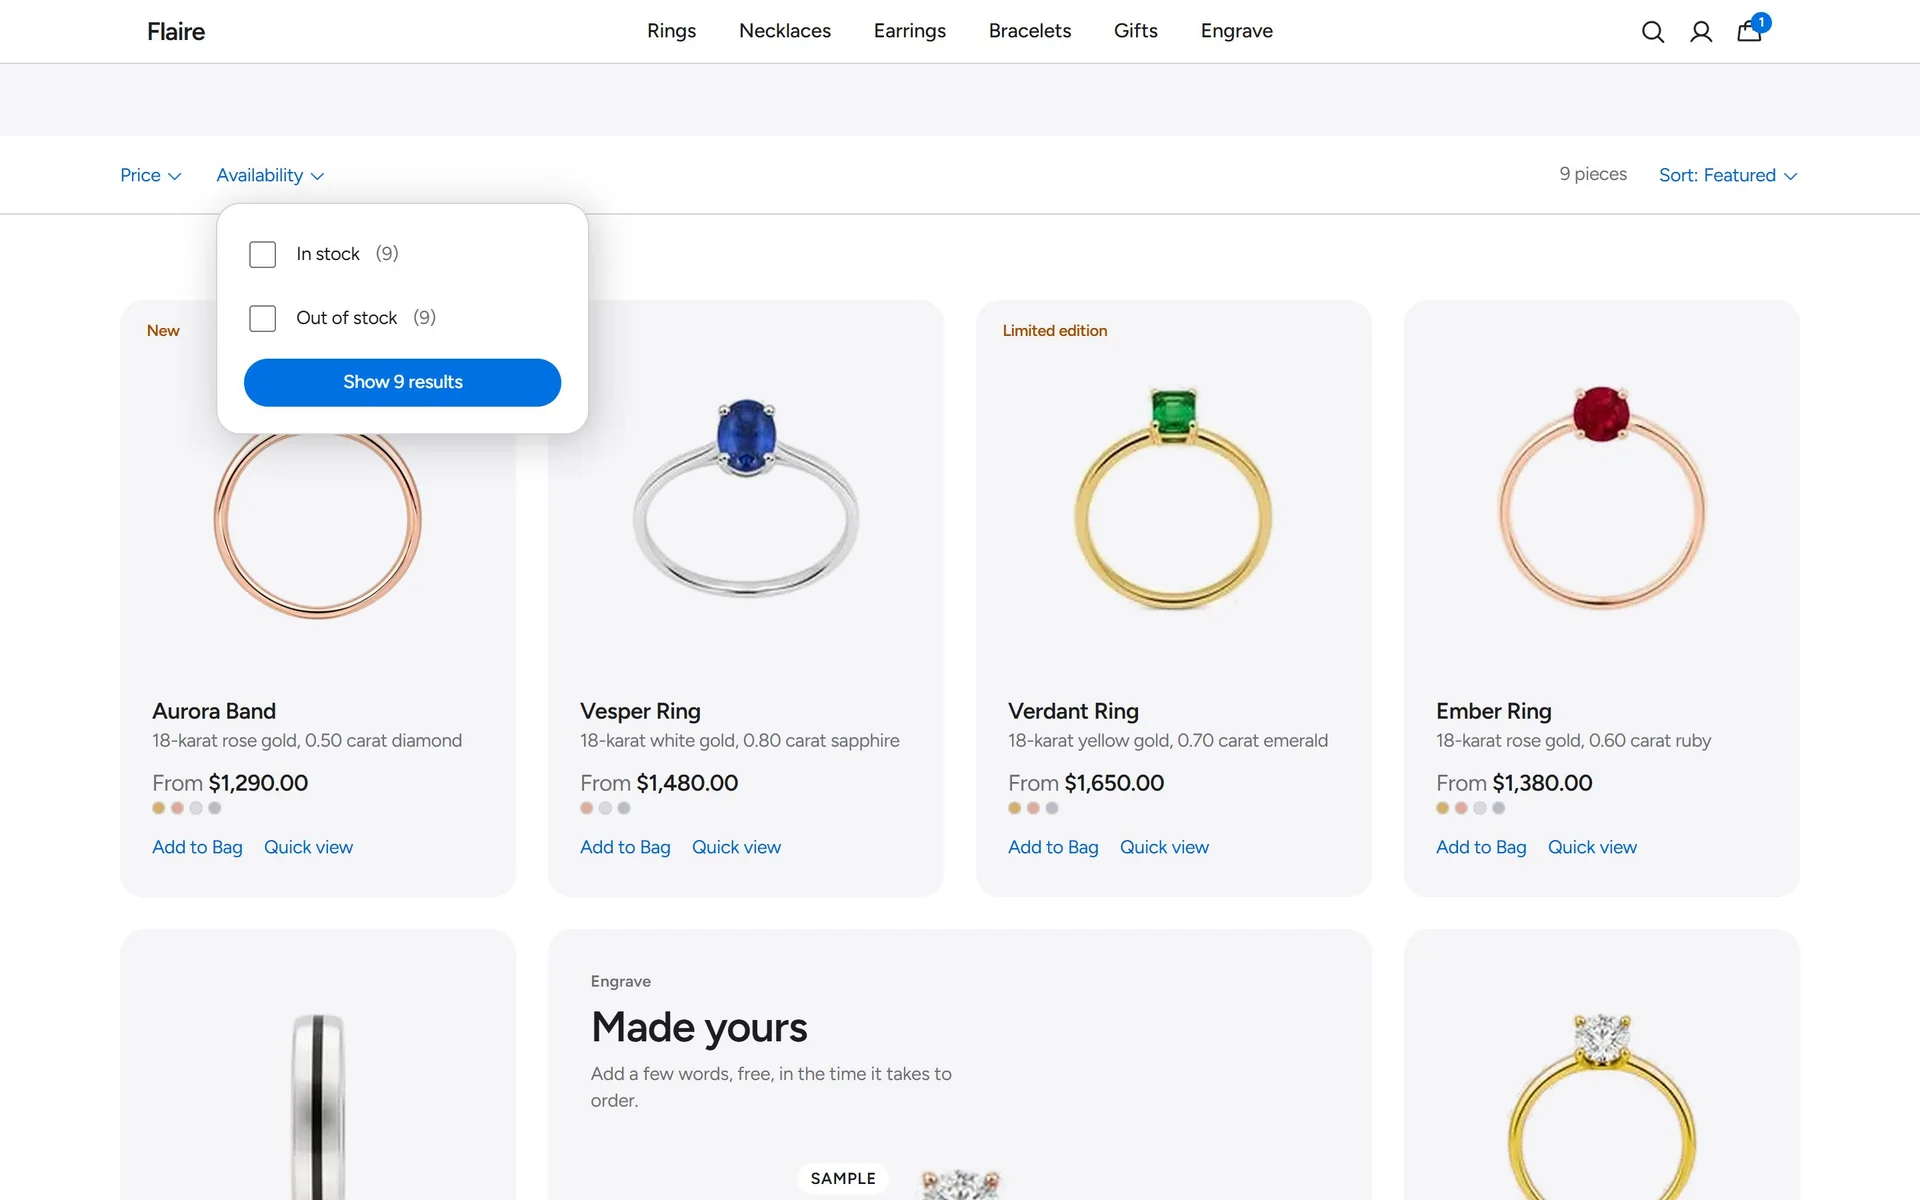 Flaire
Rings
Necklaces
Earrings
Bracelets
Gifts
Engrave
1
Price
Availability
9 pieces
Sort: Featured
In stock (9)
Out of stock (9)
Show 9 results
New
Limited edition
Aurora Band
18-karat rose gold, 0.50 carat diamond
From $1,290.00
Add to Bag Quick view
Vesper Ring
18-karat white gold, 0.80 carat sapphire
From $1,480.00
Add to Bag Quick view
Verdant Ring
18-karat yellow gold, 0.70 carat emerald
From $1,650.00
Add to Bag Quick view
Ember Ring
18-karat rose gold, 0.60 carat ruby
From $1,380.00
Add to Bag Quick view
Engrave
Made yours
Add a few words, free, in the time it takes to
order.
SAMPLE